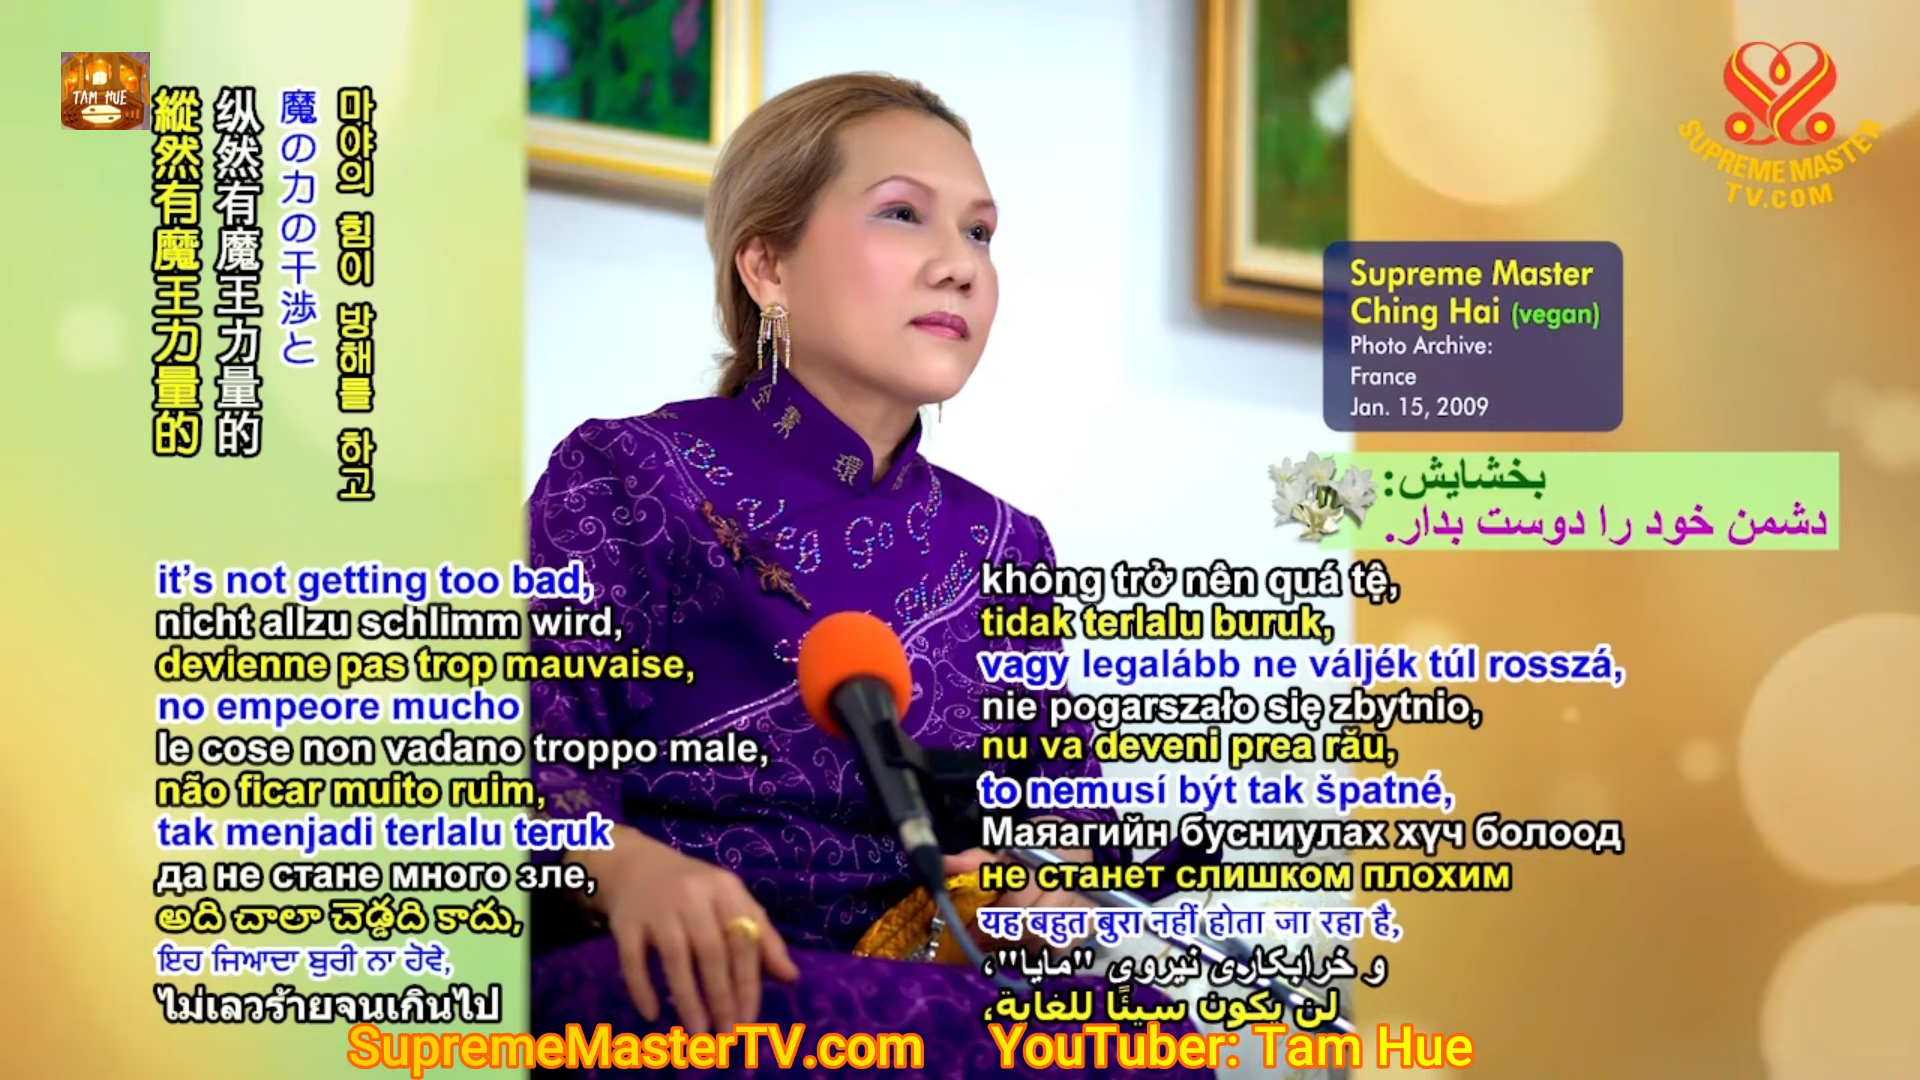 TAM HUE
縱然有魔王力量的
纵然有魔王力量的
魔の力の干渉と
마야의 힘이 방해를 하고
SUPREME MASTER
TV.COM
Supreme Master
Ching Hai (vegan)
Photo Archive:
France
Jan. 15, 2009
بخشایش:
دشمن خود را دوست بدار.
Be Veg Go G
it's not getting too bad,
nicht allzu schlimm wird,
devienne pas trop mauvaise,
no empeore mucho
le cose non vadano troppo male,
não ficar muito ruim,
tak menjadi terlalu teruk
да не стане много зле,
అది చాలా చెడ్డది కాదు,
ਇਹ ਜਿਆਦਾ ਬੁਰੀ ਨਾ ਹੋਵੇ,
ไม่เลวร้ายจนเกินไป
không trở nên quá tệ,
tidak terlalu buruk,
vagy legalább ne váljék túl rosszá,
nie pogarszało się zbytnio,
nu va deveni prea rău,
to nemusí být tak špatné,
Маяагийн бусниулах хүч болоод
не станет слишком плохим
यह बहुत बुरा नहीं होता जा रहा है,
و خرابکاری نیروی "مایا"،
لن يكون سيئًا للغاية،
SupremeMasterTV.com YouTuber: Tam Hue